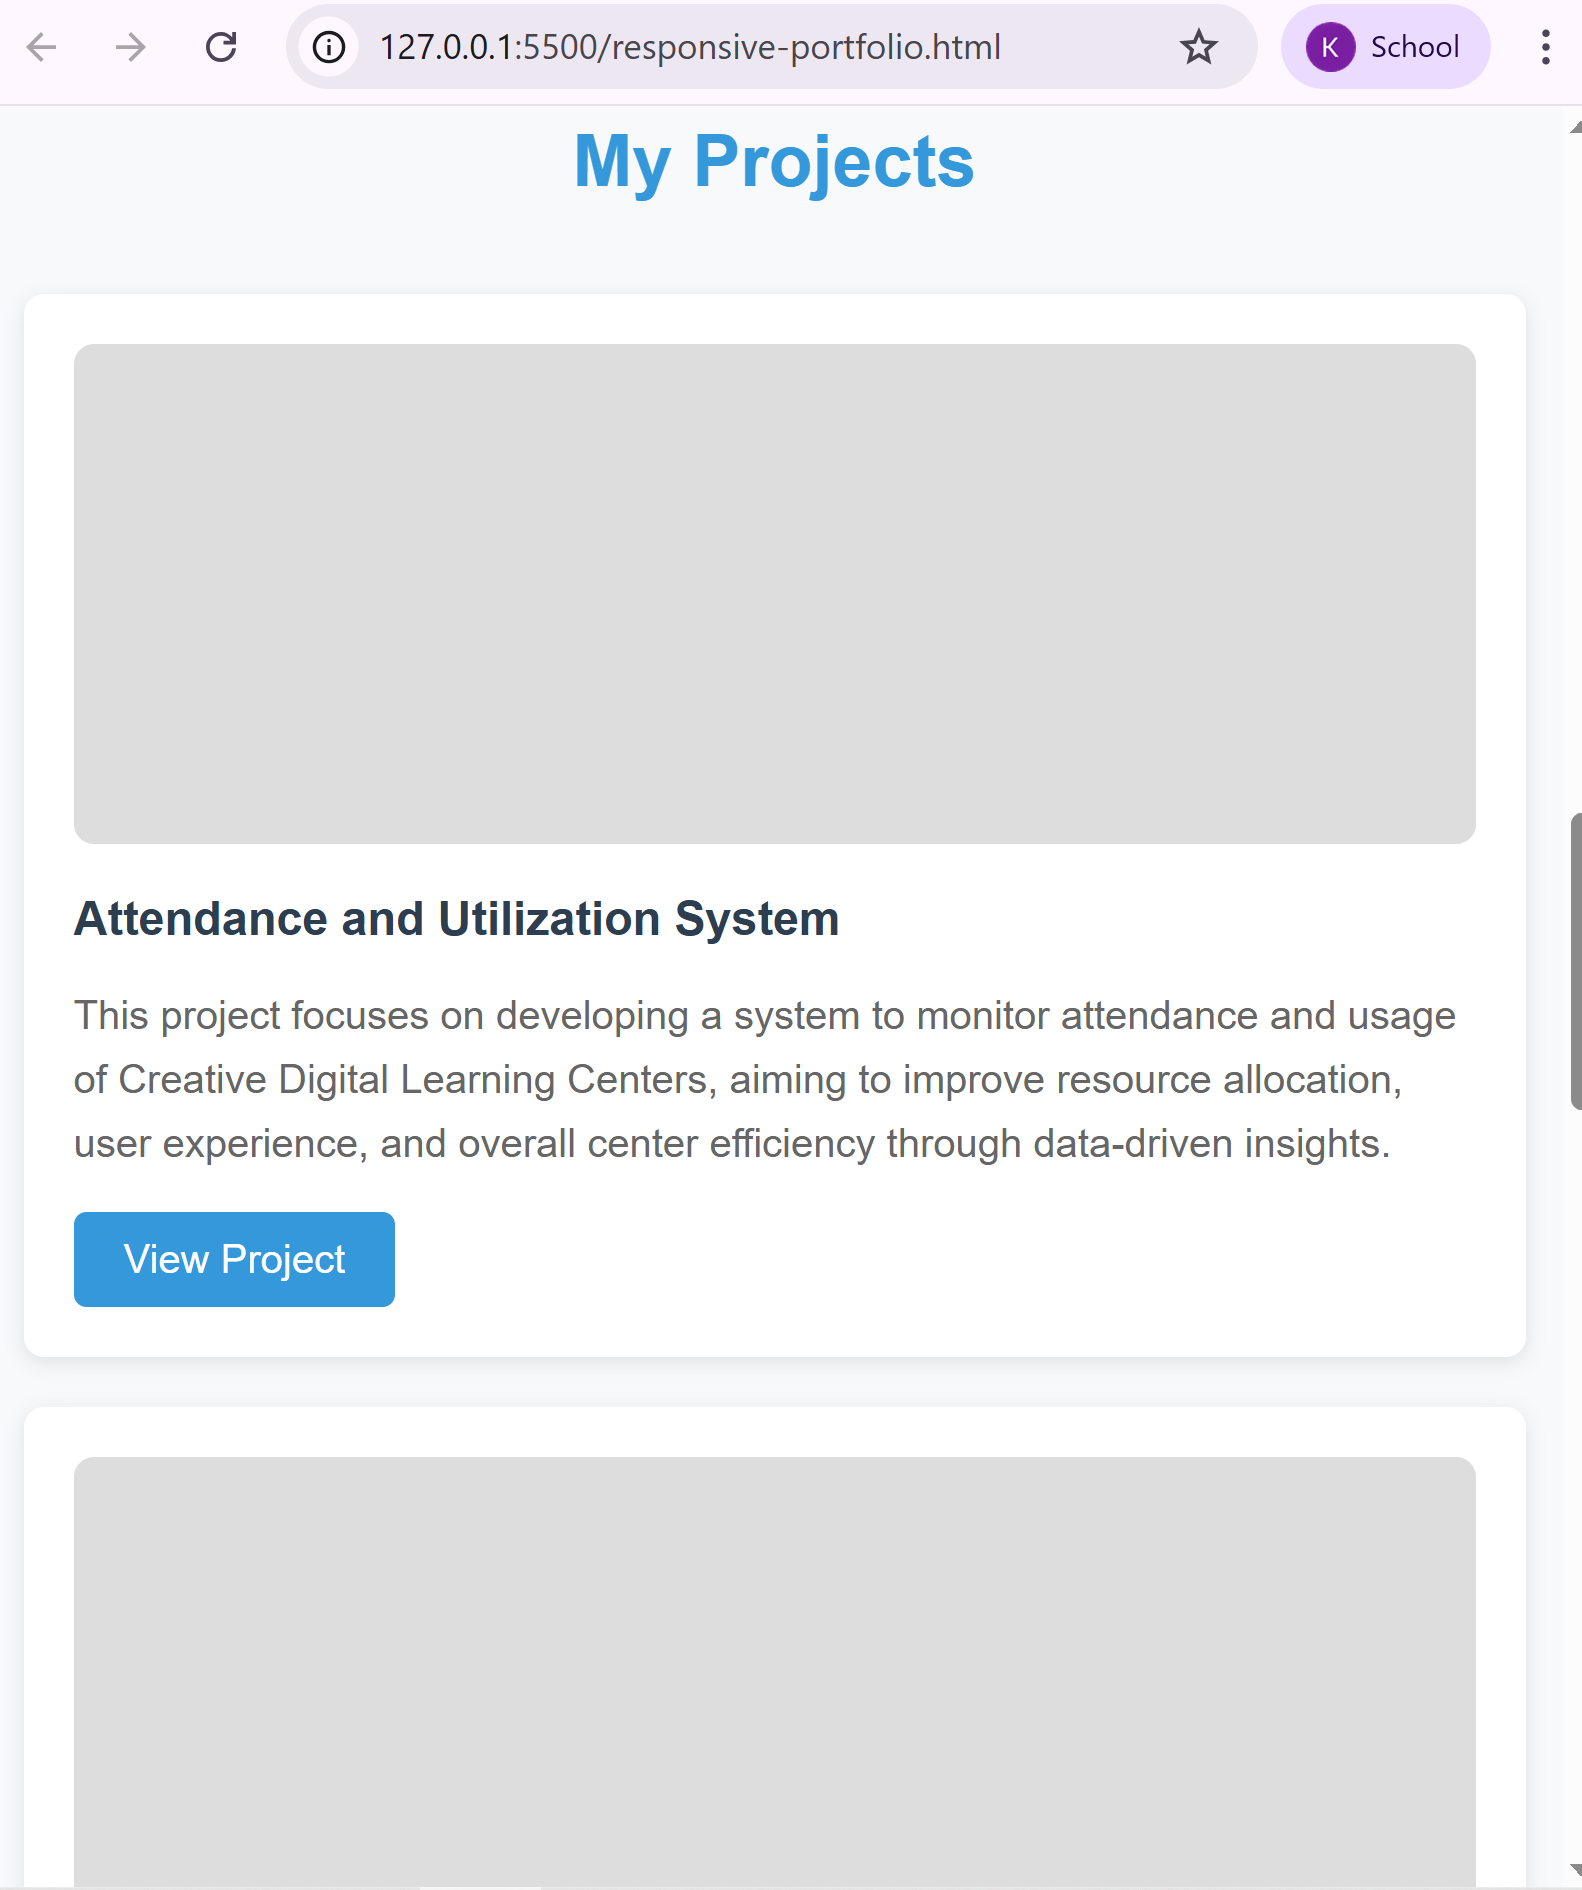 127.0.0.1:5500/responsive-portfolio.html
K School
My Projects
Attendance and Utilization System
This project focuses on developing a system to monitor attendance and usage
of Creative Digital Learning Centers, aiming to improve resource allocation,
user experience, and overall center efficiency through data-driven insights.
View Project